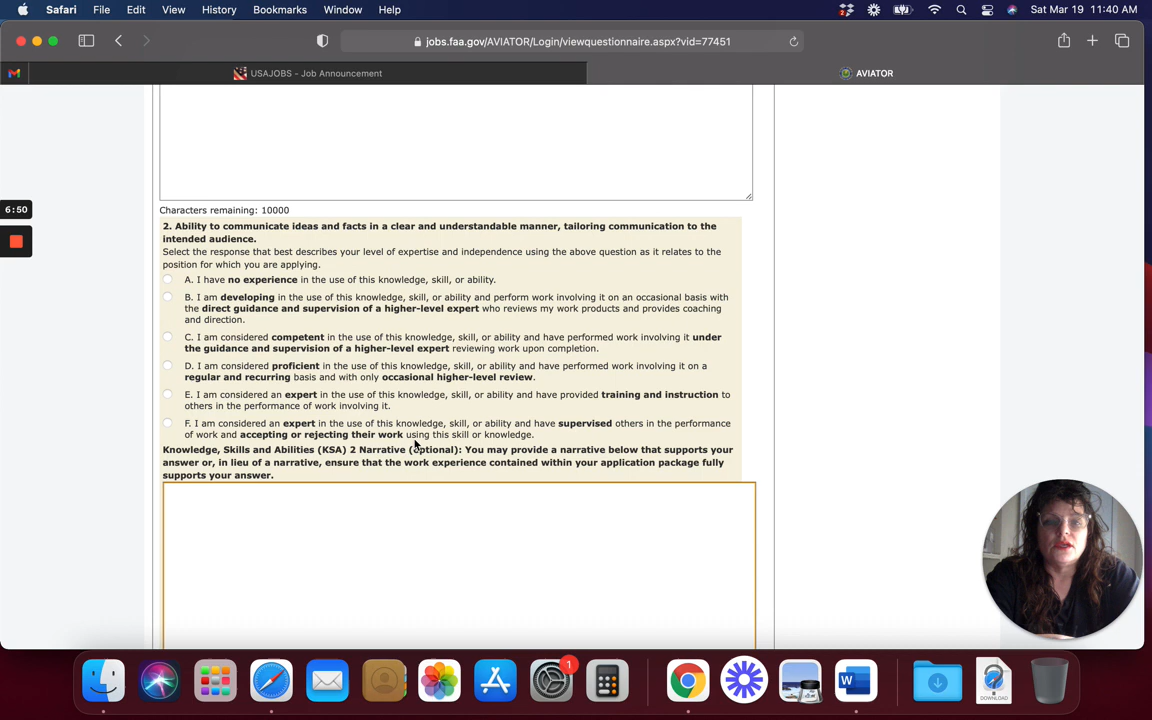 Safari File Edit View History Bookmarks Window Help 2 Sat Mar 19 11:40 AM
jobs.faa.gov/AVIATOR/Login/viewquestionnaire.aspx?vid=77451
USAJOBS - Job Announcement AVIATOR
6:50
Characters remaining: 10000
2. Ability to communicate ideas and facts in a clear and understandable manner, tailoring communication to the
intended audience.
Select the response that best describes your level of expertise and independence using the above question as it relates to the
position for which you are applying.
A. I have no experience in the use of this knowledge, skill, or ability.
B. I am developing in the use of this knowledge, skill, or ability and perform work involving it on an occasional basis with
the direct guidance and supervision of a higher-level expert who reviews my work products and provides coaching
and direction.
C. I am considered competent in the use of this knowledge, skill, or ability and have performed work involving it under
the guidance and supervision of a higher-level expert reviewing work upon completion.
D. I am considered proficient in the use of this knowledge, skill, or ability and have performed work involving it on a
regular and recurring basis and with only occasional higher-level review.
E. I am considered an expert in the use of this knowledge, skill, or ability and have provided training and instruction to
others in the performance of work involving it.
F. I am considered an expert in the use of this knowledge, skill, or ability and have supervised others in the performance
of work and accepting or rejecting their work using this skill or knowledge.
Knowledge, Skills and Abilities (KSA) 2 Narrative (Optional): You may provide a narrative below that supports your
answer or, in lieu of a narrative, ensure that the work experience contained within your application package fully
supports your answer.
1
W
DOWNLOAD